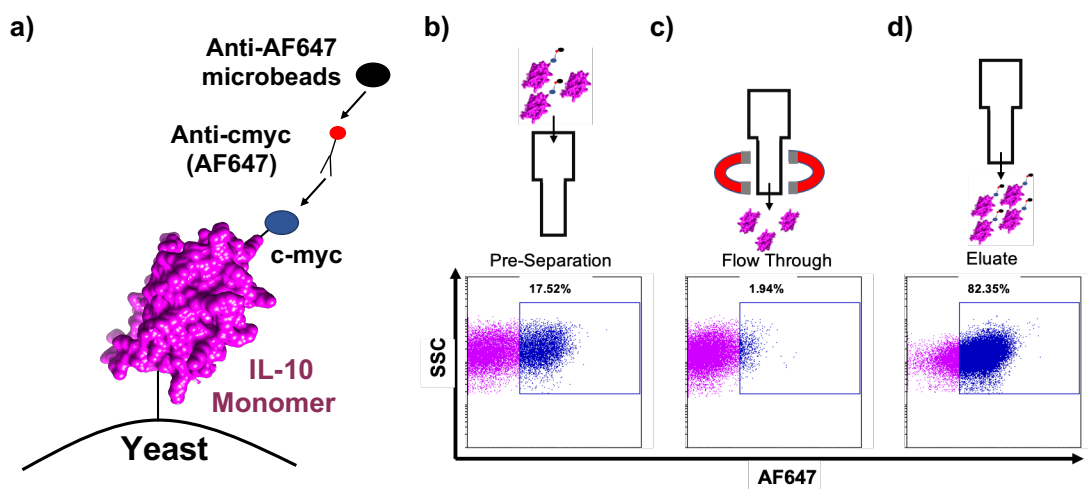 a)
Anti-AF647
microbeads
Anti-cmyc
(AF647)
c-myc
IL-10
Monomer
Yeast
b)
c)
d)
Pre-Separation
Flow Through
Eluate
17.52%
1.94%
82.35%
SSC
AF647